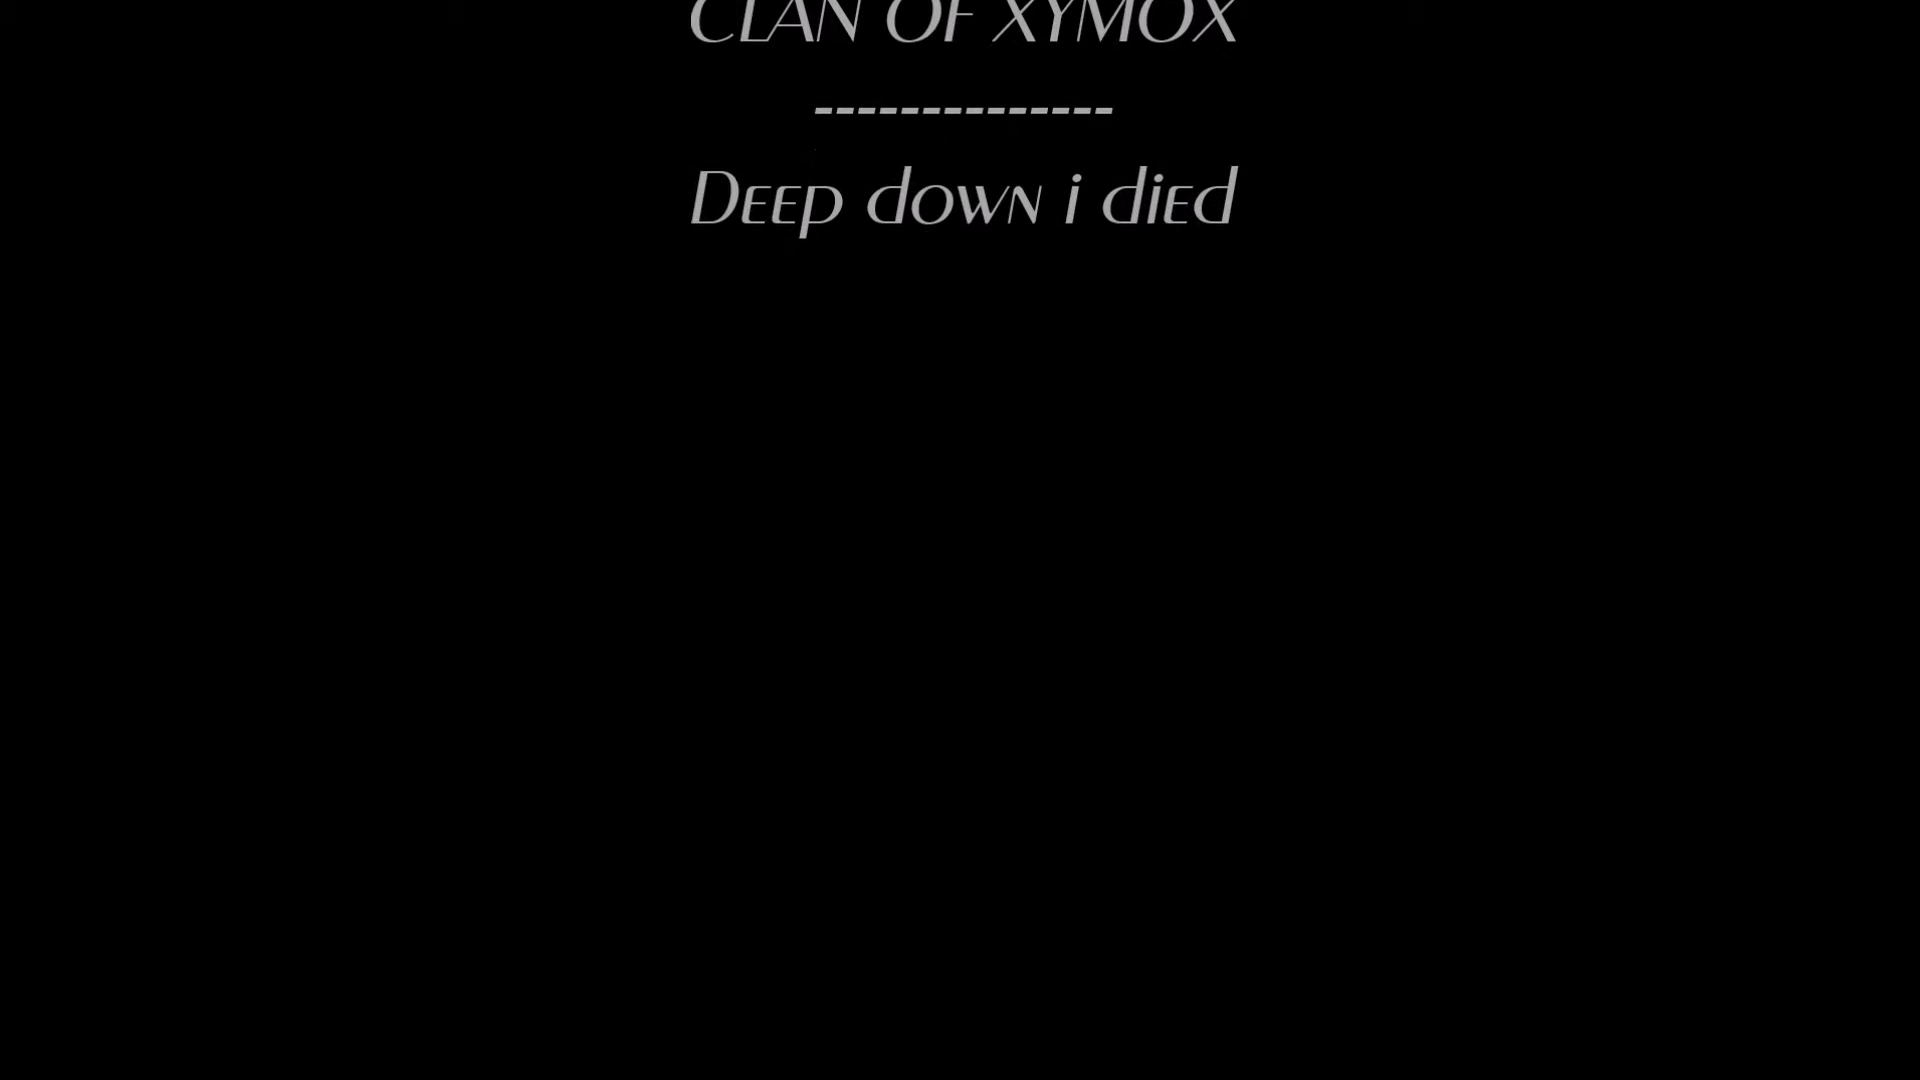 CLAN OF XYMOX
--------------
Deep down i died